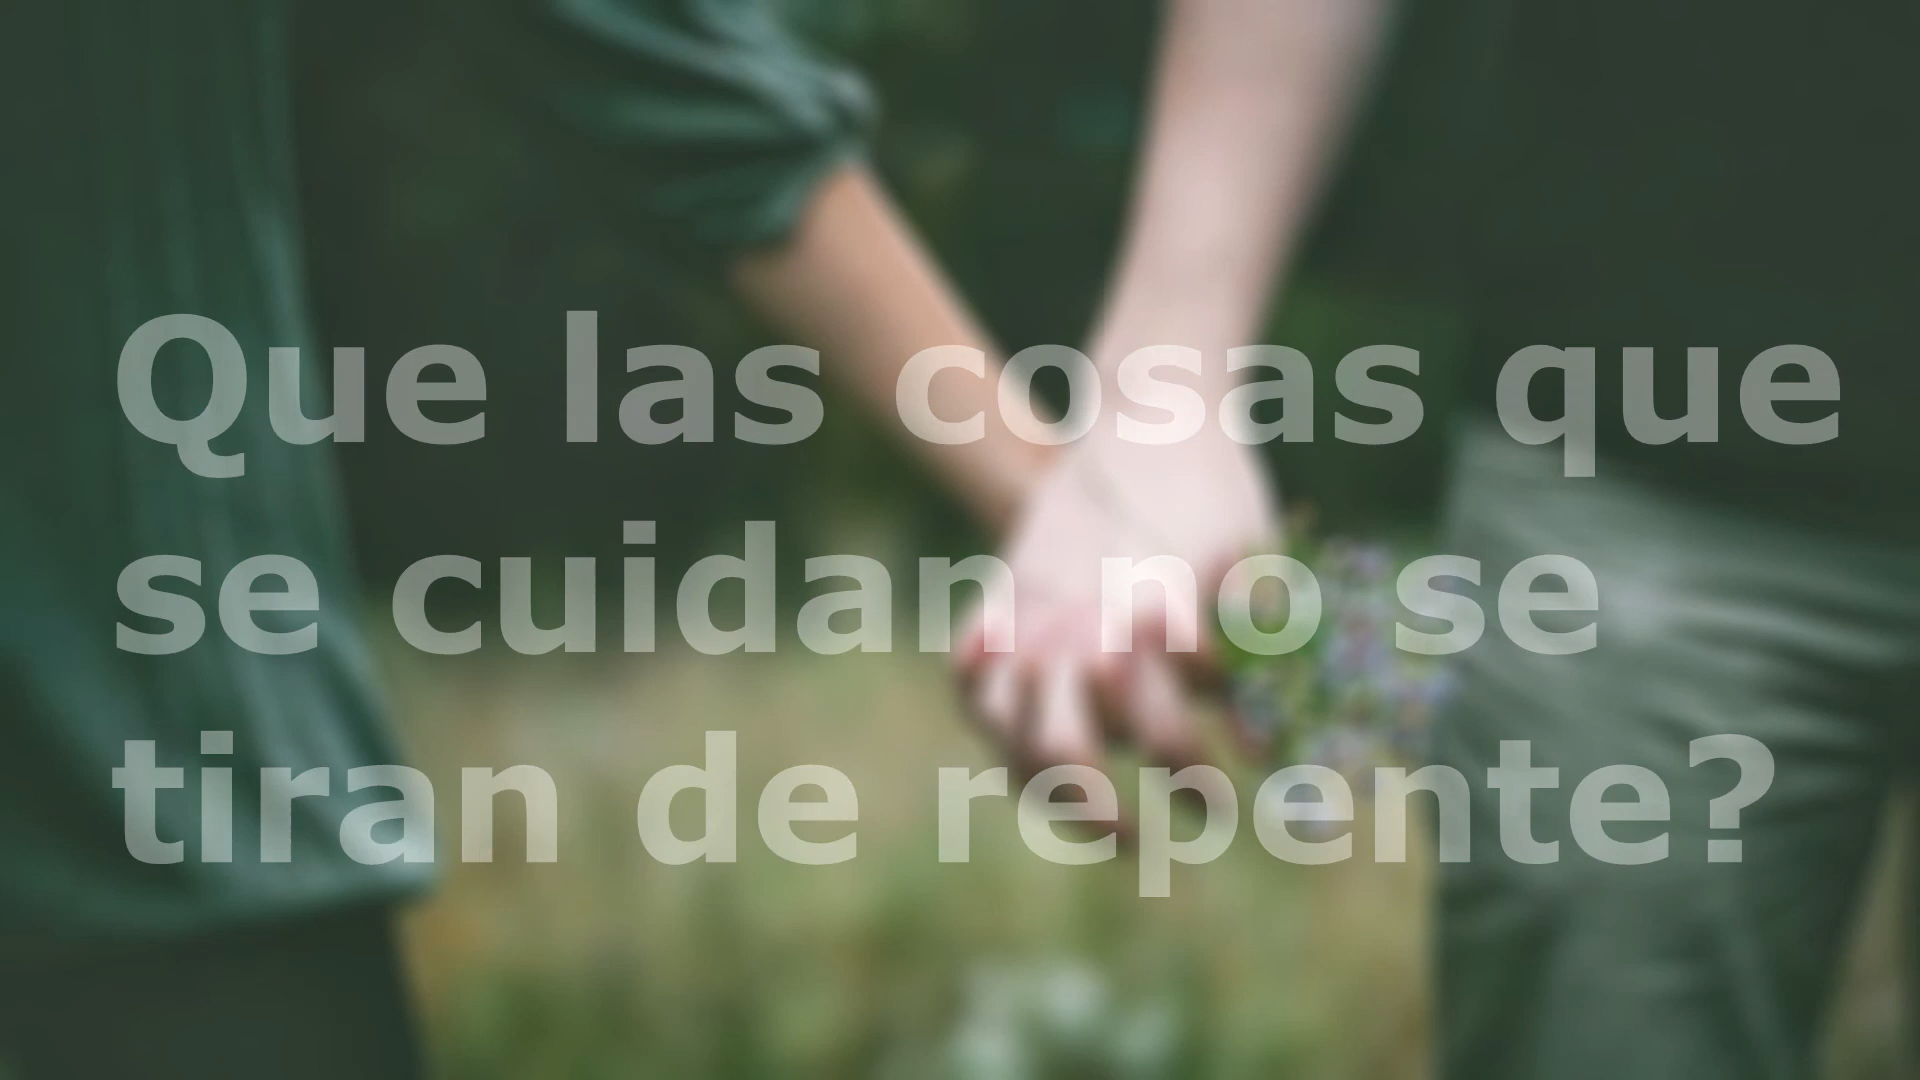 Que las cosas que
se cuidan no se
tiran de repente?